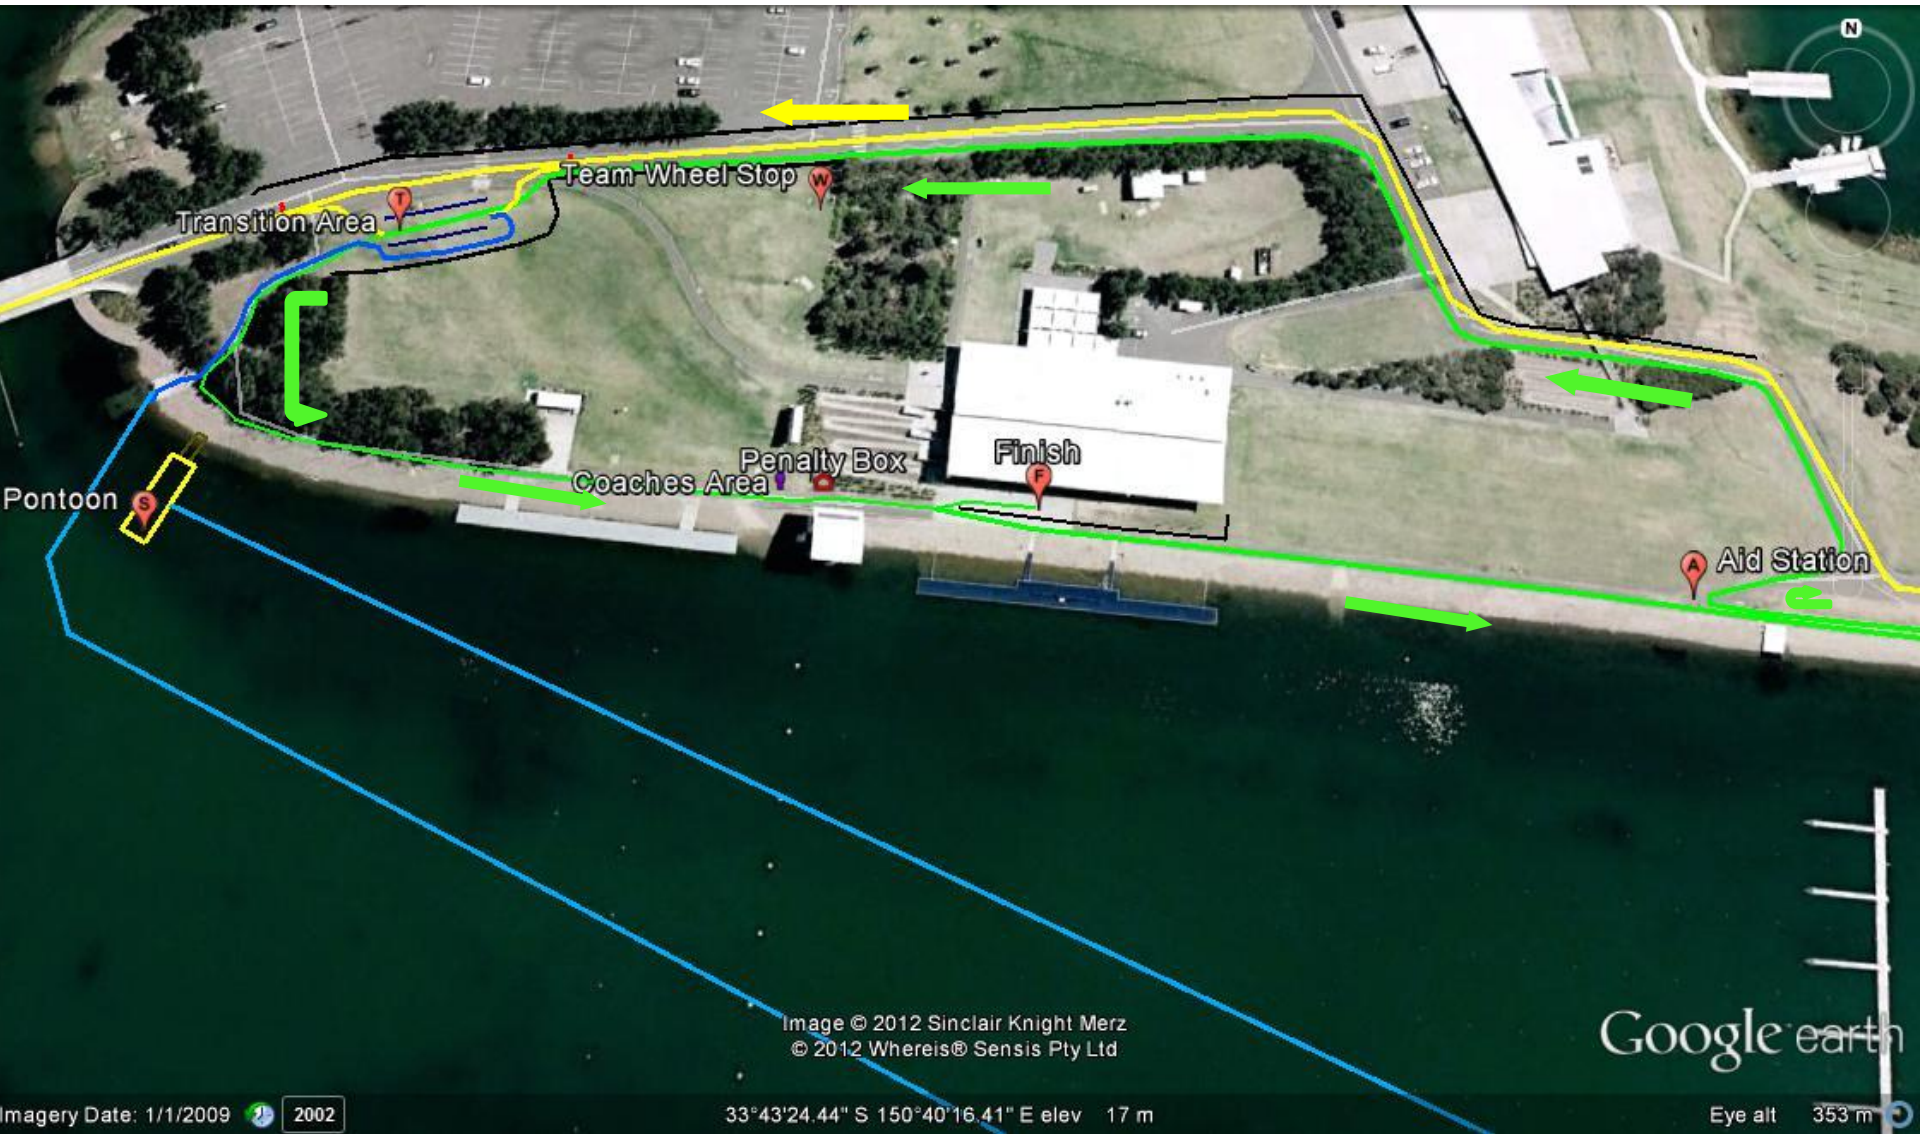 N
Team Wheel Stop
W
T
Transition Area
Penalty Box
Finish
Coaches Area
F
Pontoon
S
A
Aid Station
Image © 2012 Sinclair Knight Merz
© 2012 Whereis® Sensis Pty Ltd
Google earth
Imagery Date: 1/1/2009
2002
33°43'24.44" S 150°40'16.41" E elev 17 m
Eye alt 353 m